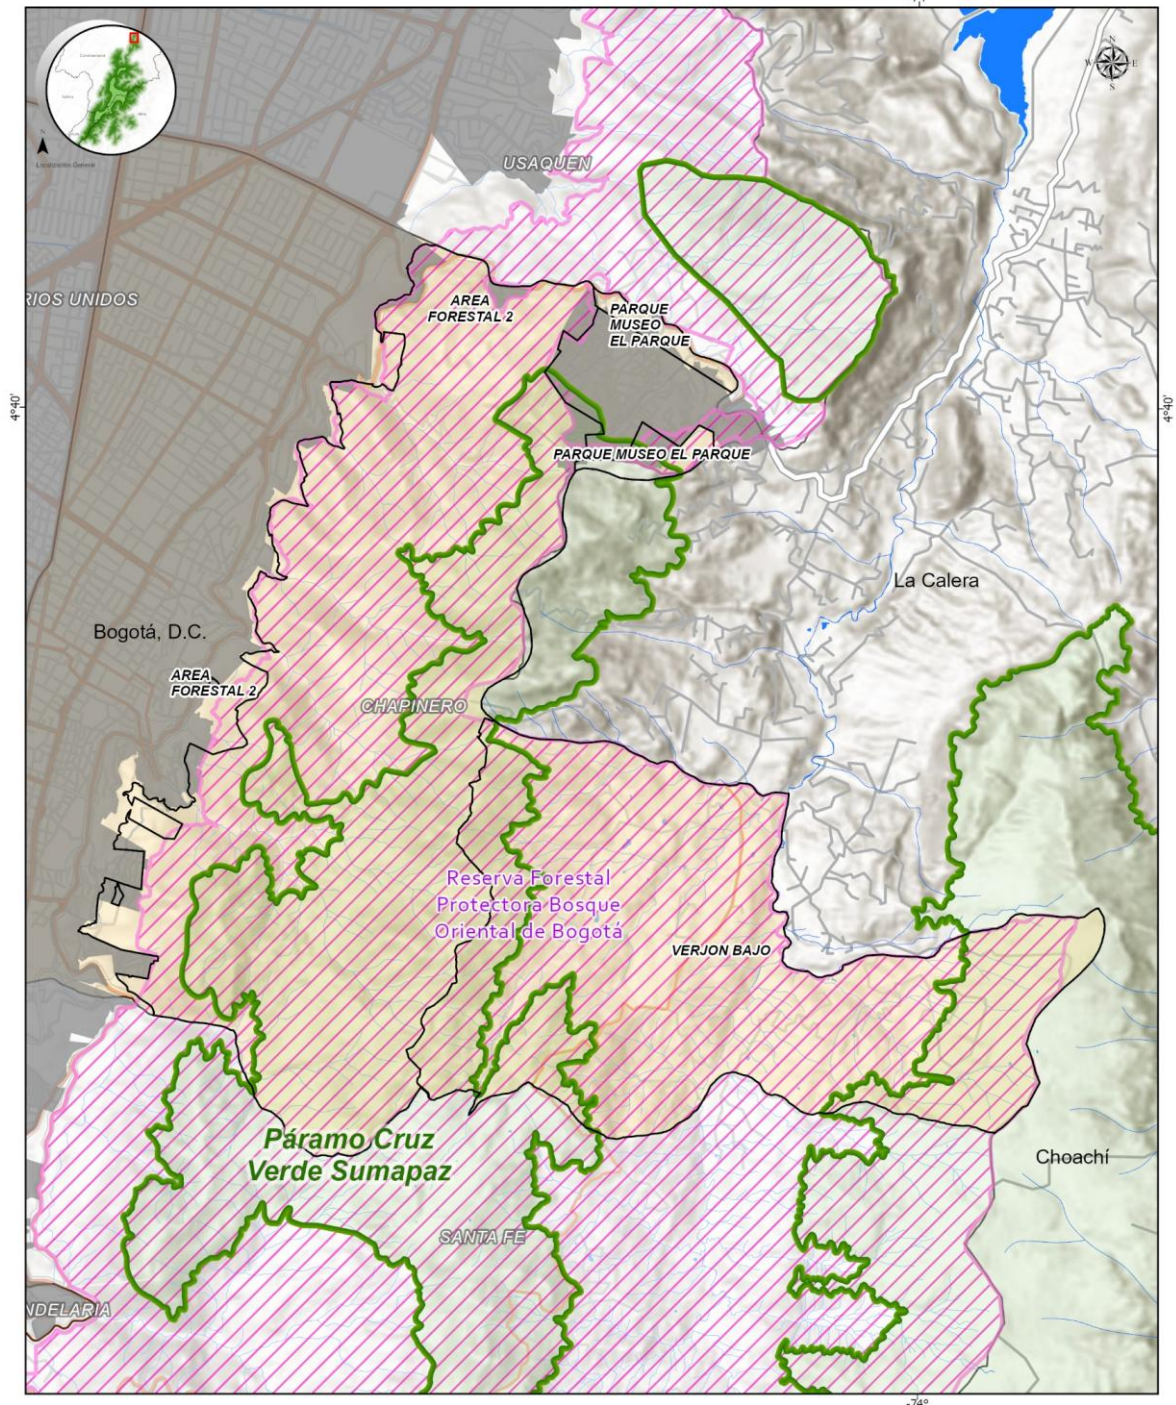 N
W E
S
N
Localización General
USAQUEN
RIOS UNIDOS
AREA
FORESTAL 2
PARQUE
MUSEO
EL PARQUE
4°40'
4°40'
PARQUE MUSEO EL PARQUE
La Calera
Bogotá, D.C.
AREA
FORESTAL 2
CHAPINERO
Reserva Forestal
Protectora Bosque
Oriental de Bogotá
VERJON BAJO
Páramo Cruz
Verde Sumapaz
Choachí
SANTA FE
NDELARIA
-74°